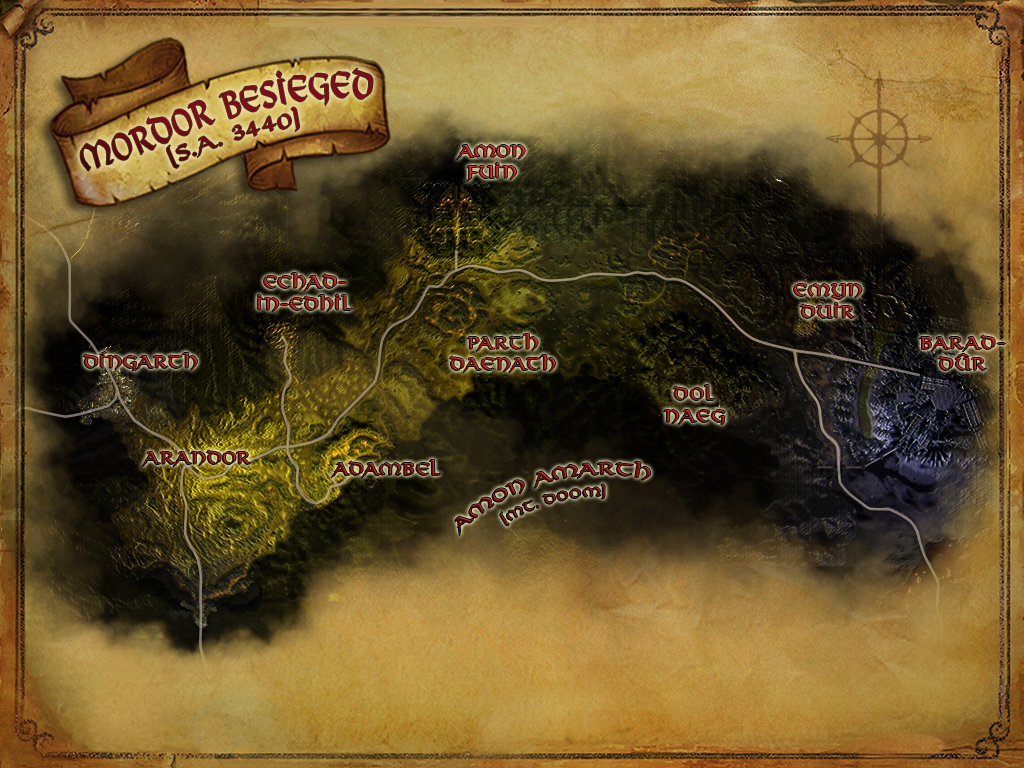 MORDOR BESIEGED
[S.A. 3440]
AMON
FUIN
ECHAD-
IN-EDHIL
EMYN
DUIR
DÍNGARTH
PARTH
DAENATH
BARAD-
DÛR
DOL
NAEG
ARANDOR
ADAMBEL
AMON AMARTH
[MT. DOOM]